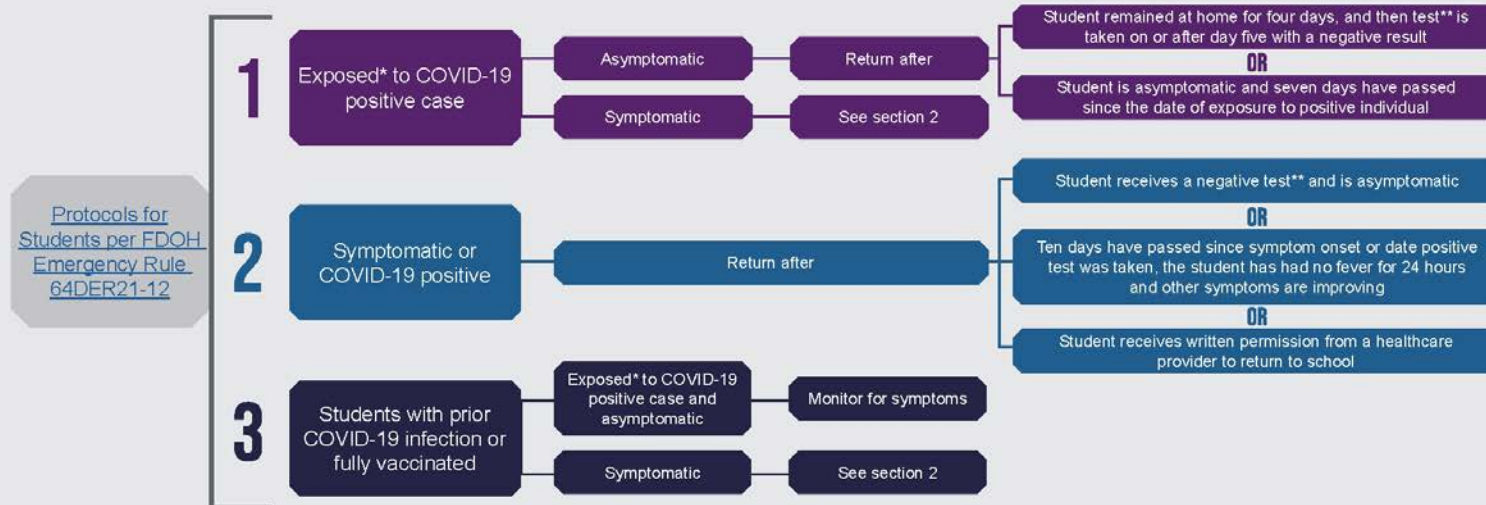 Protocols for
Students per FDOH
Emergency Rule
64DER21-12
1
Exposed* to COVID-19
positive case
Asymptomatic
Return after
Student remained at home for four days, and then test** is
taken on or after day five with a negative result
OR
Student is asymptomatic and seven days have passed
since the date of exposure to positive individual
Symptomatic
See section 2
2
Symptomatic or
COVID-19 positive
Return after
Student receives a negative test** and is asymptomatic
OR
Ten days have passed since symptom onset or date positive
test was taken, the student has had no fever for 24 hours
and other symptoms are improving
OR
Student receives written permission from a healthcare
provider to return to school
3
Students with prior
COVID-19 infection or
fully vaccinated
Exposed* to COVID-19
positive case and
asymptomatic
Monitor for symptoms
Symptomatic
See section 2